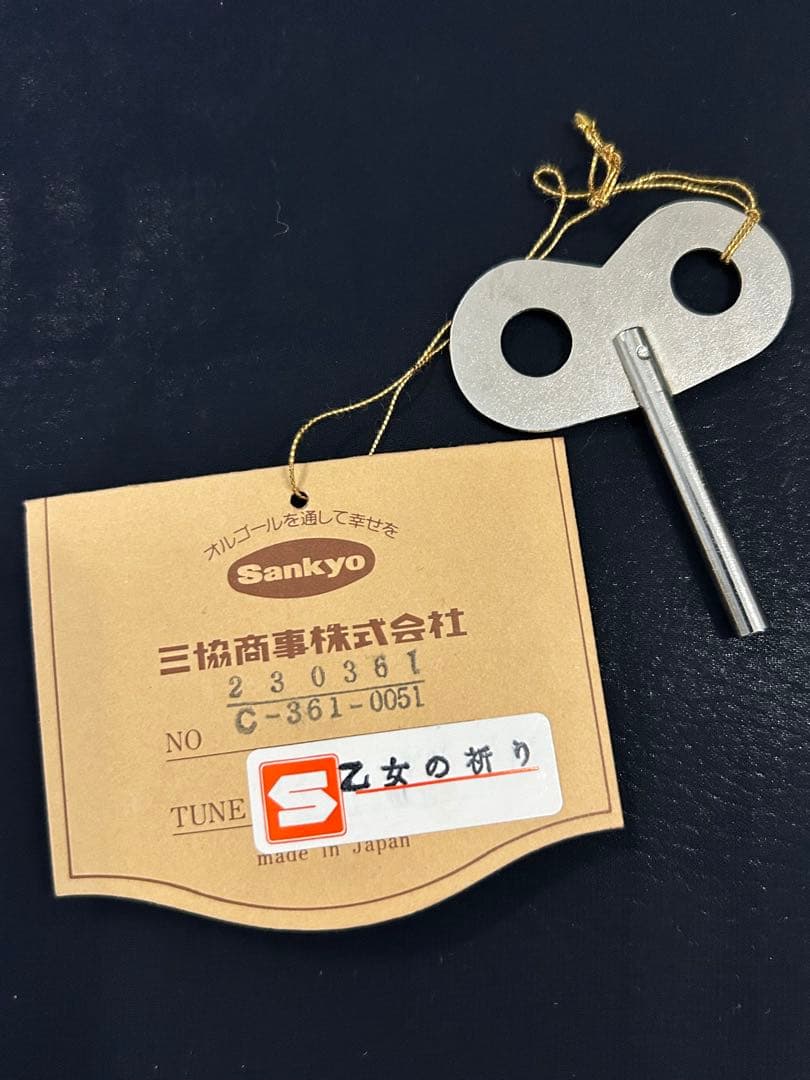 オルゴールを通して幸せを
Sankyo
三協商事株式会社
230361
C-361-0051
NO
乙女の祈り
TUNE
made in Japan